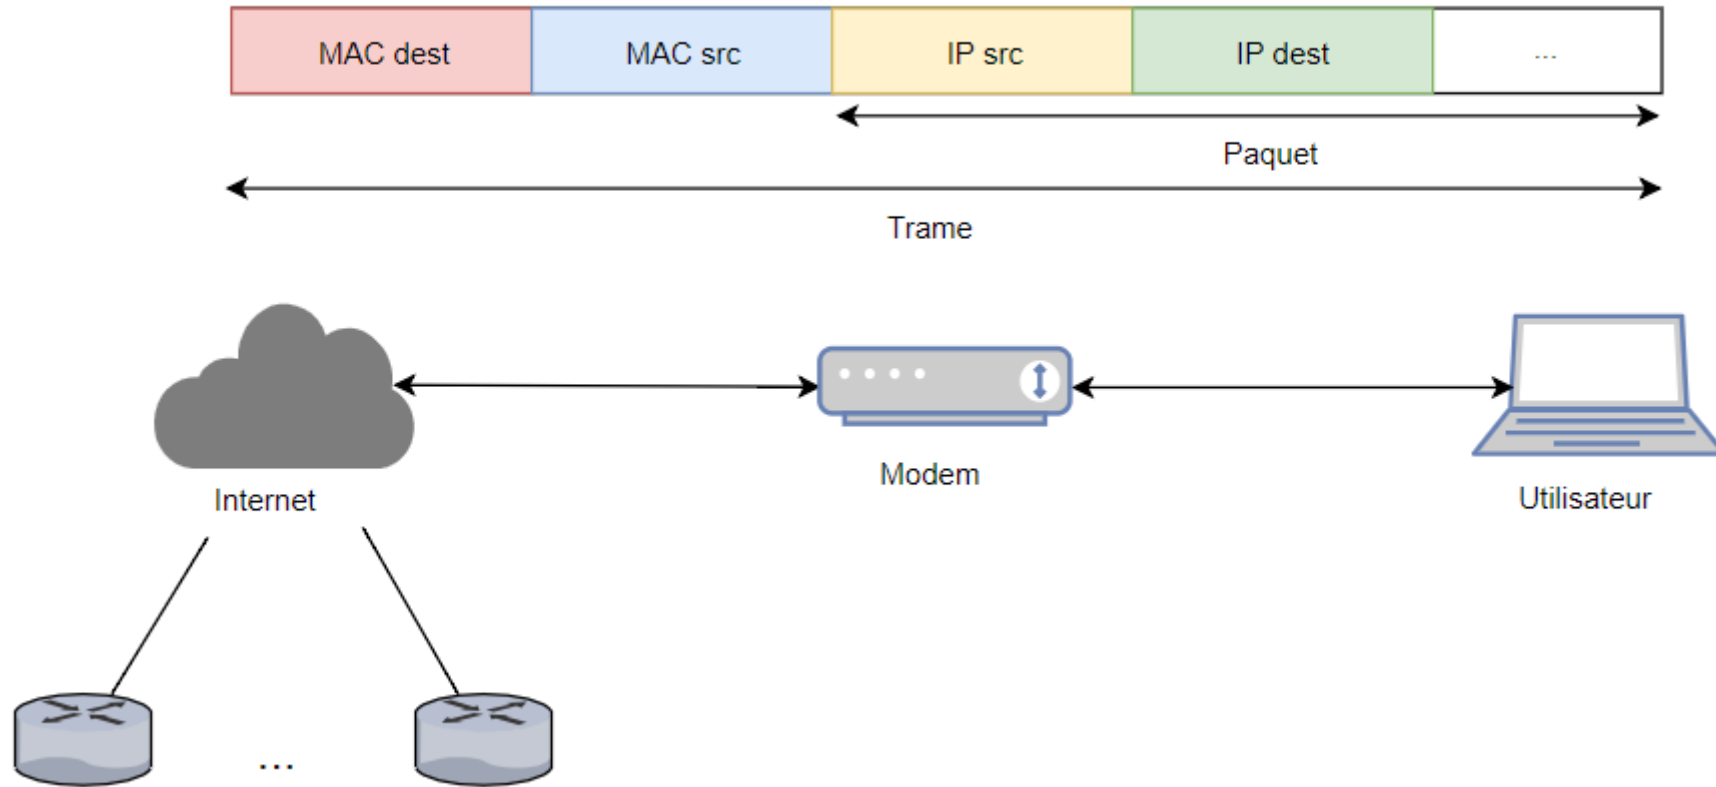 MAC dest
MAC src
IP src
IP dest
...
Paquet
Trame
Internet
Modem
Utilisateur
...